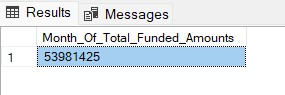 Results Messages
Month_Of_Total_Funded_Amounts
1 53981425